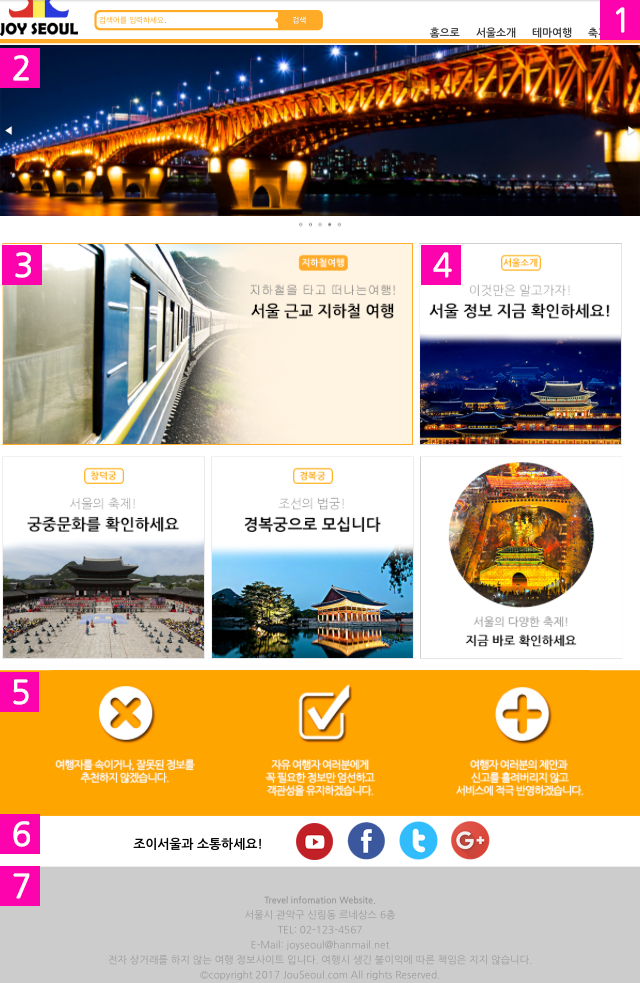 JOY SEOUL
검색어를 입력하세요.
검색
홈으로 서울소개 테마여행
1
2
3
지하철여행
지하철을 타고 떠나는여행!
서울 근교 지하철 여행
4
서울소개
이것만은 알고가자!
서울 정보 지금 확인하세요!
창덕궁
서울의 축제!
궁중문화를 확인하세요
경복궁
조선의 법궁!
경복궁으로 모십니다
서울의 다양한 축제!
지금 바로 확인하세요
5
여행자를 속이거나, 잘못된 정보를
추천하지 않겠습니다.
자유 여행자 여러분에게
꼭 필요한 정보만 엄선하고
객관성을 유지하겠습니다.
여행자 여러분의 제안과
신고를 흘려버리지 않고
서비스에 적극 반영하겠습니다.
6
조이서울과 소통하세요!
f
t
G+
7
Trevel infomation Website.
서울시 관악구 신림동 르네상스 6층
TEL: 02-123-4567
E-Mail: joyseoul@hanmail.net
전자 상거래를 하지 않는 여행 정보사이트 입니다. 여행시 생긴 불이익에 따른 책임은 지지 않습니다.
©copyright 2017 JouSeoul.com All rights Reserved.